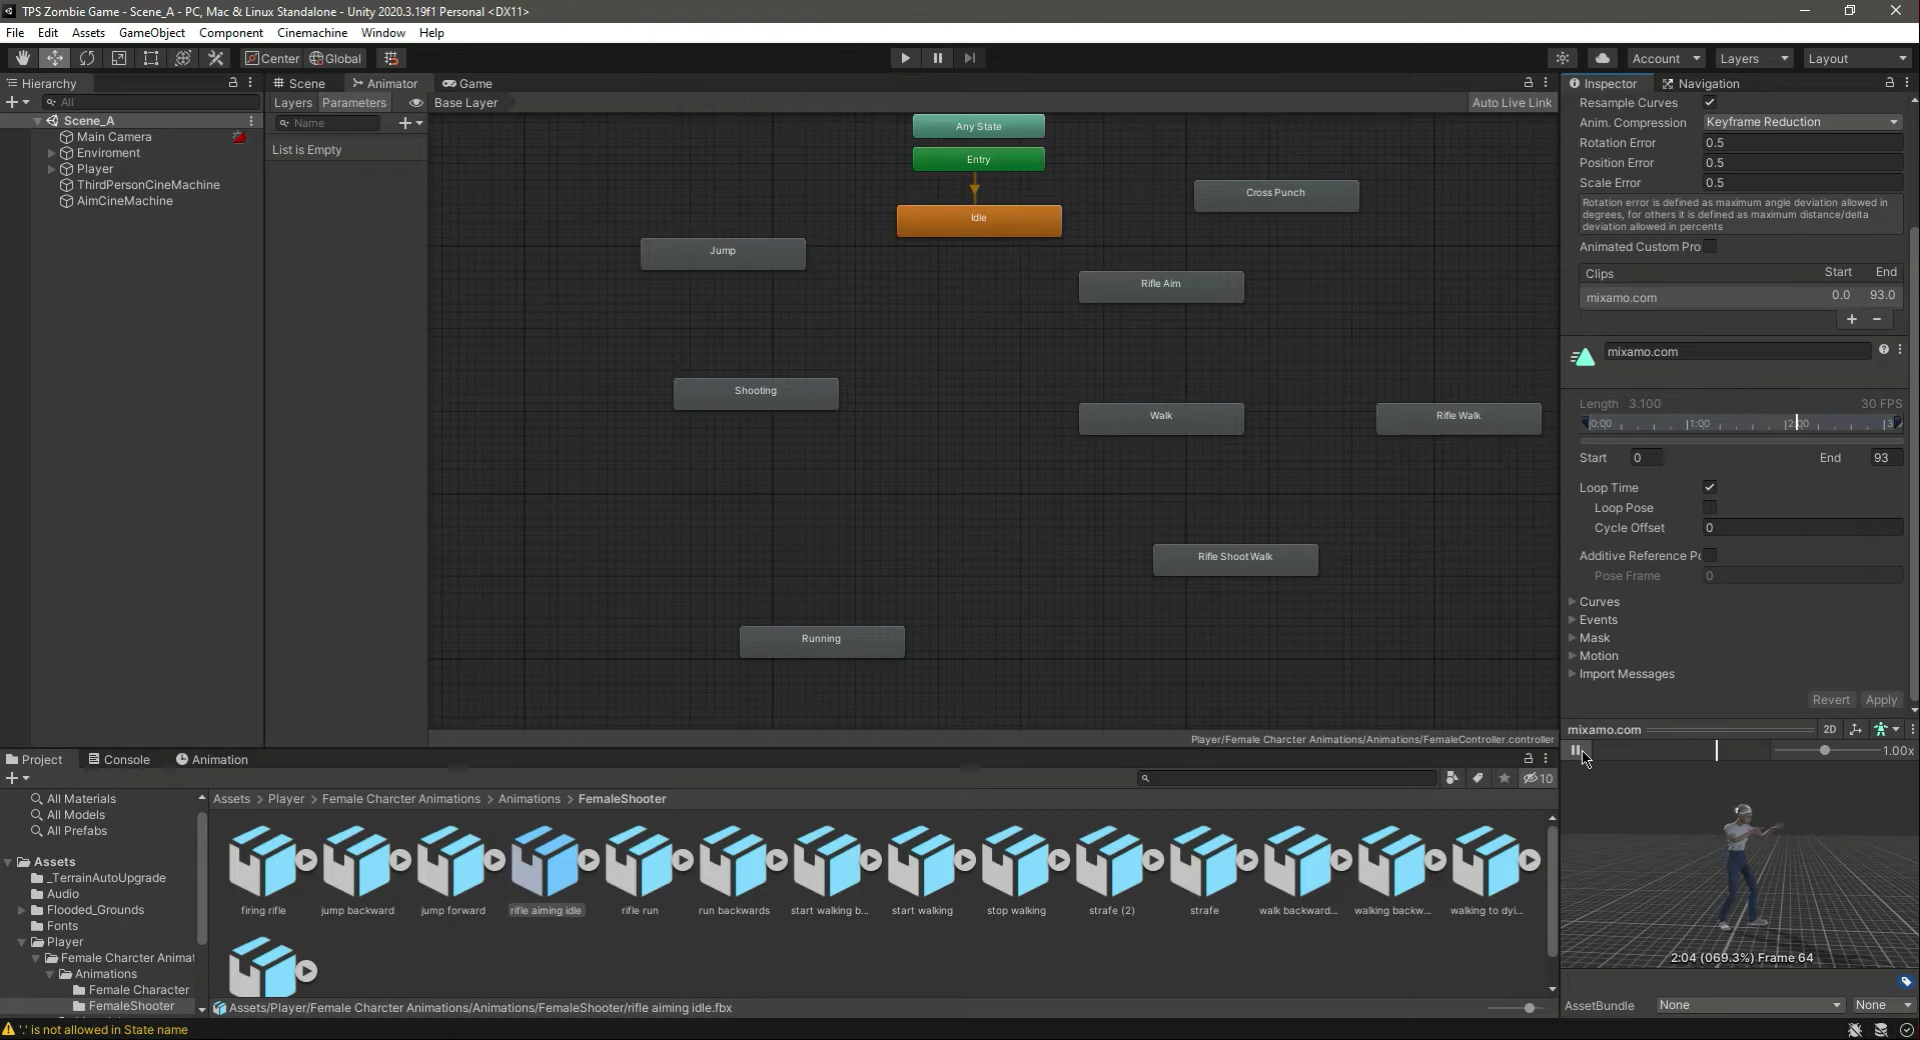 TPS Zombie Game - Scene_A - PC, Mac & Linux Standalone - Unity 2020.3.19f1 Personal <DX11>
File Edit Assets GameObject Component Cinemachine Window Help
Center Global Account Layers Layout
Hierarchy
All
Scene_A
Main Camera
Enviroment
Player
ThirdPersonCineMachine
AimCineMachine
Scene Animator Game
Layers Parameters Base Layer Auto Live Link
Name
List is Empty
Any State
Entry
Idle
Cross Punch
Jump
Rifle Aim
Shooting
Walk
Rifle Walk
Rifle Shoot Walk
Running
Player/Female Charcter Animations/Animations/FemaleController.controller
Inspector Navigation
Resample Curves
Anim. Compression Keyframe Reduction
Rotation Error 0.5
Position Error 0.5
Scale Error 0.5
Rotation error is defined as maximum angle deviation allowed in
degrees, for others it is defined as maximum distance/delta
deviation allowed in percents
Animated Custom Pro
Clips Start End
mixamo.com 0.0 93.0
mixamo.com
Length 3.100 30 FPS
0:00 1:00 2:00 3
Start 0 End 93
Loop Time
Loop Pose
Cycle Offset 0
Additive Reference Po
Pose Frame 0
Curves
Events
Mask
Motion
Import Messages
Revert Apply
mixamo.com 2D
1.00x
2:04 (069.3%) Frame 64
AssetBundle None None
Project Console Animation
10
All Materials
All Models
All Prefabs
Assets
_TerrainAutoUpgrade
Audio
Flooded_Grounds
Fonts
Player
Female Charcter Animat
Animations
Female Character
FemaleShooter
Assets > Player > Female Charcter Animations > Animations > FemaleShooter
firing rifle jump backward jump forward rifle aiming idle rifle run run backwards start walking b... start walking stop walking strafe (2) strafe walk backward... walking backw... walking to dyi...
Assets/Player/Female Charcter Animations/Animations/FemaleShooter/rifle aiming idle.fbx
'.' is not allowed in State name